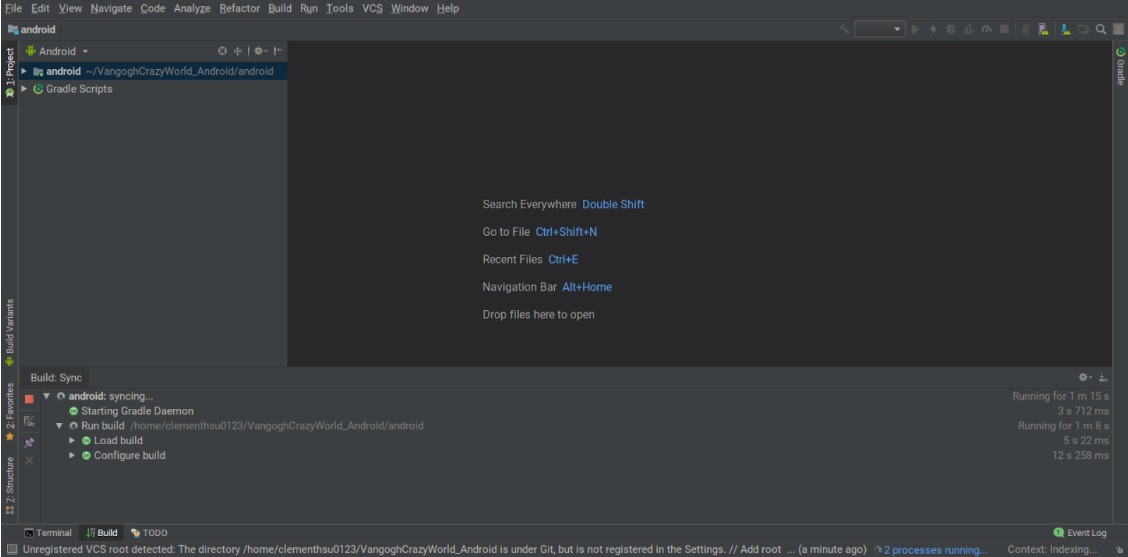 File Edit View Navigate Code Analyze Refactor Build Run Tools VCS Window Help
android
Android
1: Project
android ~/VangoghCrazyWorld_Android/android
Gradle Scripts
Gradle
Search Everywhere Double Shift
Go to File Ctrl+Shift+N
Recent Files Ctrl+E
Navigation Bar Alt+Home
Drop files here to open
Build Variants
2: Favorites
Z: Structure
Build: Sync
android: syncing... Running for 1 m 15 s
Starting Gradle Daemon 3 s 712 ms
Run build /home/clementhsu0123/VangoghCrazyWorld_Android/android Running for 1 m 8 s
Load build 5 s 22 ms
Configure build 12 s 258 ms
Terminal Build TODO 1 Event Log
Unregistered VCS root detected: The directory /home/clementhsu0123/VangoghCrazyWorld_Android is under Git, but is not registered in the Settings. // Add root ... (a minute ago) 2 processes running... Context: Indexing...